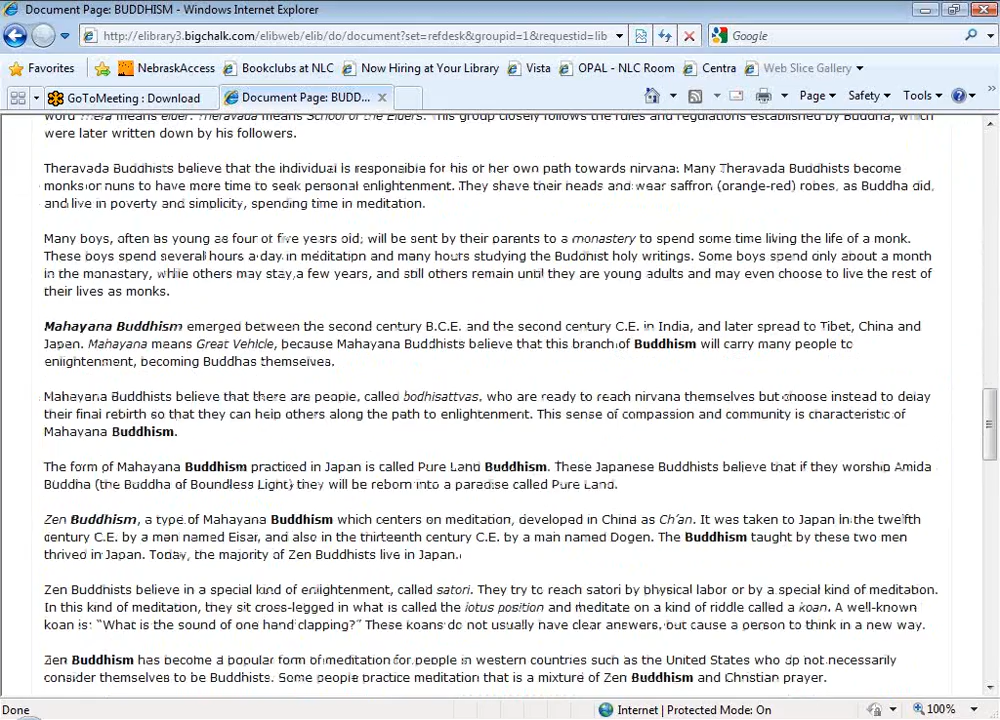 Document Page: BUDDHISM - Windows Internet Explorer
http://elibrary3.bigchalk.com/elibweb/elib/do/document?set=refdesk&groupid=1&requestid=lib
Google
Favorites NebraskAccess Bookclubs at NLC Now Hiring at Your Library Vista OPAL - NLC Room Centra Web Slice Gallery
GoToMeeting : Download Document Page: BUDD... Page Safety Tools
word Thera means elder. Theravada means School of the Elders. This group closely follows the rules and regulations established by Buddha, which
were later written down by his followers.
Theravada Buddhists believe that the individual is responsible for his or her own path towards nirvana. Many Theravada Buddhists become
monks or nuns to have more time to seek personal enlightenment. They shave their heads and wear saffron (orange-red) robes, as Buddha did,
and live in poverty and simplicity, spending time in meditation.
Many boys, often as young as four or five years old, will be sent by their parents to a monastery to spend some time living the life of a monk.
These boys spend several hours a day in meditation and many hours studying the Buddhist holy writings. Some boys spend only about a month
in the monastary, while others may stay a few years, and still others remain until they are young adults and may even choose to live the rest of
their lives as monks.
Mahayana Buddhism emerged between the second century B.C.E. and the second century C.E. in India, and later spread to Tibet, China and
Japan. Mahayana means Great Vehicle, because Mahayana Buddhists believe that this branch of Buddhism will carry many people to
enlightenment, becoming Buddhas themselves.
Mahayana Buddhists believe that there are people, called bodhisattvas, who are ready to reach nirvana themselves but choose instead to delay
their final rebirth so that they can help others along the path to enlightenment. This sense of compassion and community is characteristic of
Mahayana Buddhism.
The form of Mahayana Buddhism practiced in Japan is called Pure Land Buddhism. These Japanese Buddhists believe that if they worship Amida
Buddha (the Buddha of Boundless Light) they will be reborn into a paradise called Pure Land.
Zen Buddhism, a type of Mahayana Buddhism which centers on meditation, developed in China as Ch'an. It was taken to Japan in the twelfth
century C.E. by a man named Eisar, and also in the thirteenth century C.E. by a man named Dogen. The Buddhism taught by these two men
thrived in Japan. Today, the majority of Zen Buddhists live in Japan.
Zen Buddhists believe in a special kind of enlightenment, called satori. They try to reach satori by physical labor or by a special kind of meditation.
In this kind of meditation, they sit cross-legged in what is called the lotus position and meditate on a kind of riddle called a koan. A well-known
koan is: "What is the sound of one hand clapping?" These koans do not usually have clear answers, but cause a person to think in a new way.
Zen Buddhism has become a popular form of meditation for people in western countries such as the United States who do not necessarily
consider themselves to be Buddhists. Some people practice meditation that is a mixture of Zen Buddhism and Christian prayer.
Done Internet | Protected Mode: On 100%